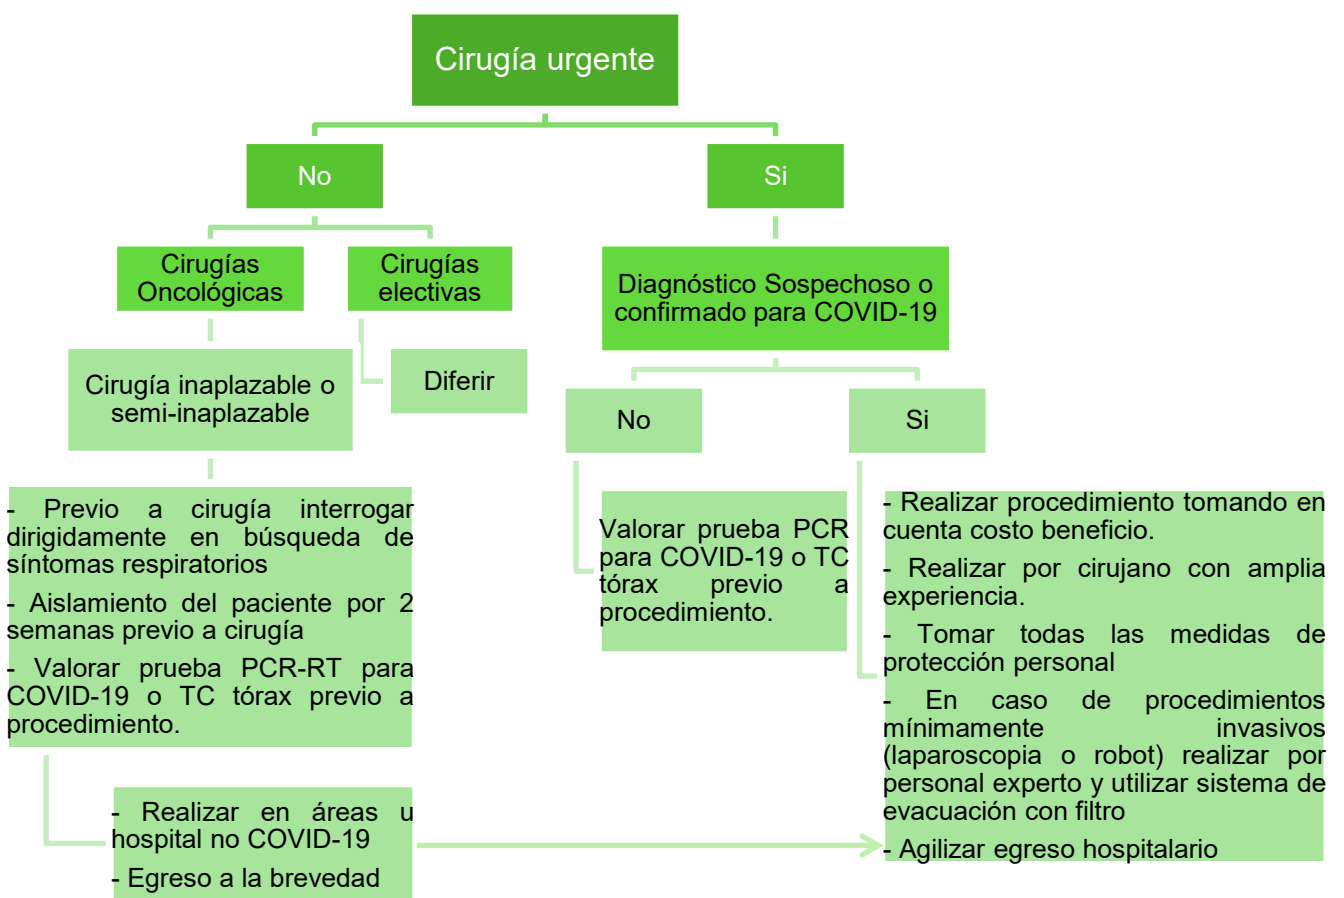 Cirugía urgente
No
Si
Cirugías
Oncológicas
Cirugías
electivas
Diagnóstico Sospechoso o
confirmado para COVID-19
Cirugía inaplazable o
semi-inaplazable
Diferir
No
Si
- Previo a cirugía interrogar
dirigidamente en búsqueda de
síntomas respiratorios
- Aislamiento del paciente por 2
semanas previo a cirugía
- Valorar prueba PCR-RT para
COVID-19 o TC tórax previo a
procedimiento.
- Realizar en áreas u
hospital no COVID-19
- Egreso a la brevedad
Valorar prueba PCR
para COVID-19 o TC
tórax previo a
procedimiento.
- Realizar procedimiento tomando en
cuenta costo beneficio.
- Realizar por cirujano con amplia
experiencia.
- Tomar todas las medidas de
protección personal
- En caso de procedimientos
mínimamente invasivos
(laparoscopia o robot) realizar por
personal experto y utilizar sistema de
evacuación con filtro
- Agilizar egreso hospitalario